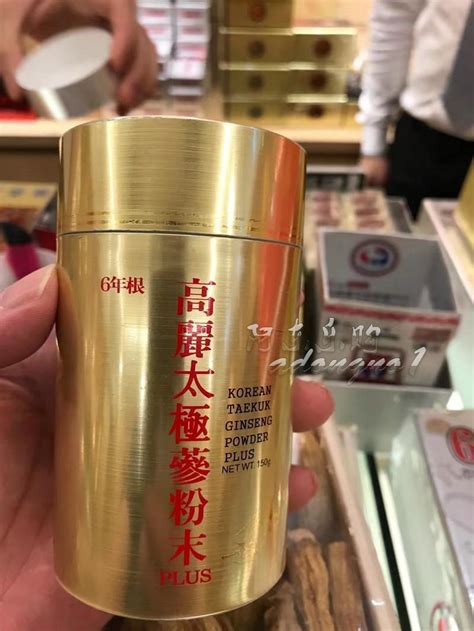 6年根
高麗太極蔘粉末
PLUS
KOREAN
TAEKUK
GINSENG
POWDER
PLUS
NET WT. 150g
6